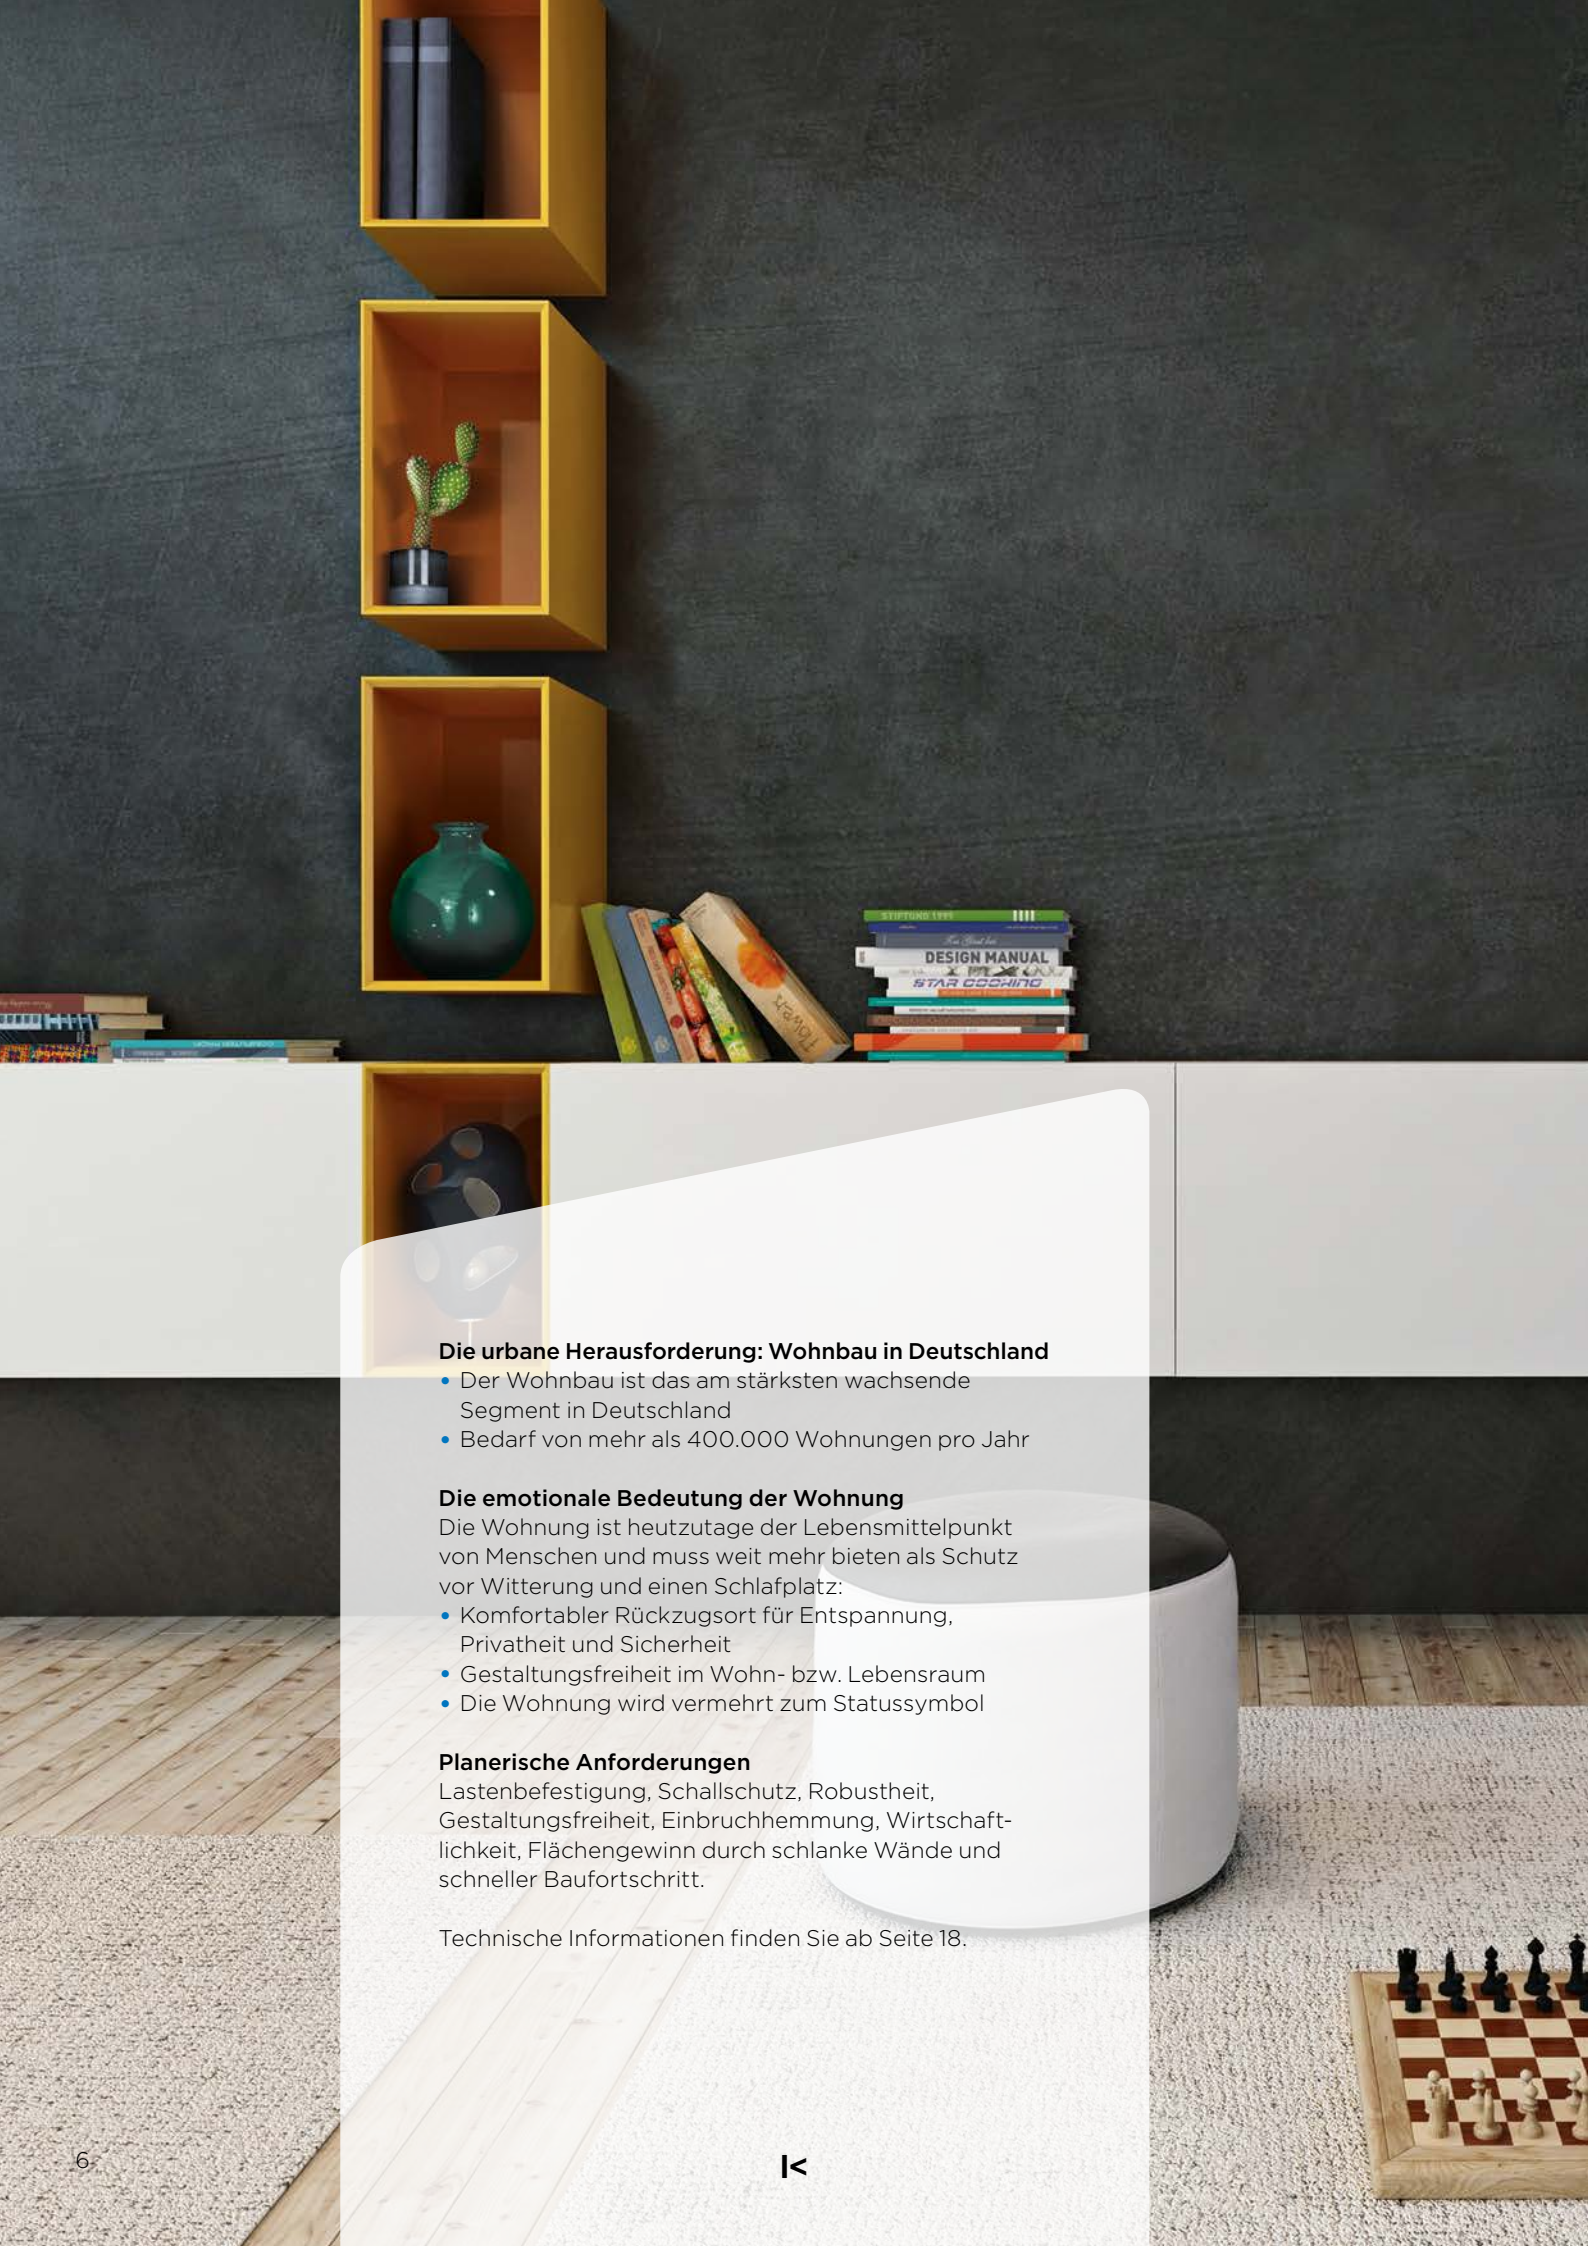 STIFTUNG 1995
DESIGN MANUAL
STAR COOKING
Flowers
Die urbane Herausforderung: Wohnbau in Deutschland
• Der Wohnbau ist das am stärksten wachsende
Segment in Deutschland
• Bedarf von mehr als 400.000 Wohnungen pro Jahr
Die emotionale Bedeutung der Wohnung
Die Wohnung ist heutzutage der Lebensmittelpunkt
von Menschen und muss weit mehr bieten als Schutz
vor Witterung und einen Schlafplatz:
• Komfortabler Rückzugsort für Entspannung,
Privatheit und Sicherheit
• Gestaltungsfreiheit im Wohn- bzw. Lebensraum
• Die Wohnung wird vermehrt zum Statussymbol
Planerische Anforderungen
Lastenbefestigung, Schallschutz, Robustheit,
Gestaltungsfreiheit, Einbruchhemmung, Wirtschaft-
lichkeit, Flächengewinn durch schlanke Wände und
schneller Baufortschritt.
Technische Informationen finden Sie ab Seite 18.
6